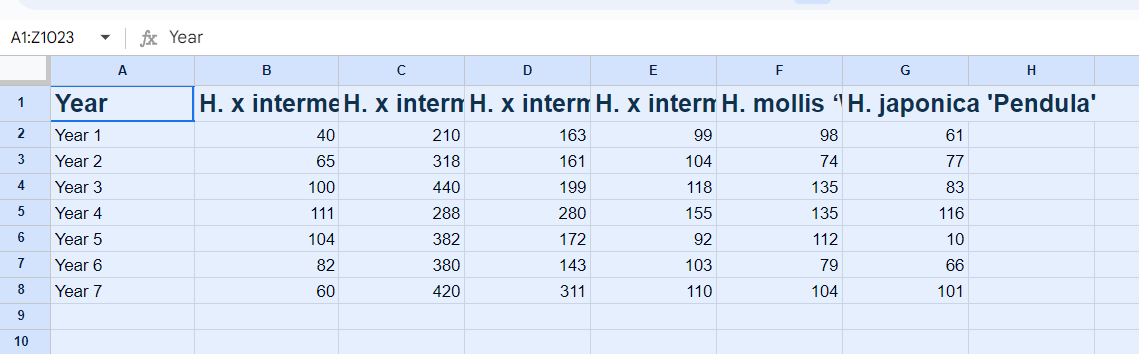 A1:Z1023 fx Year
A B C D E F G H
1 Year H. x interme H. x intern H. x intern H. x intern H. mollis ‘ H. japonica 'Pendula'
2 Year 1 40 210 163 99 98 61
3 Year 2 65 318 161 104 74 77
4 Year 3 100 440 199 118 135 83
5 Year 4 111 288 280 155 135 116
6 Year 5 104 382 172 92 112 10
7 Year 6 82 380 143 103 79 66
8 Year 7 60 420 311 110 104 101
9
10